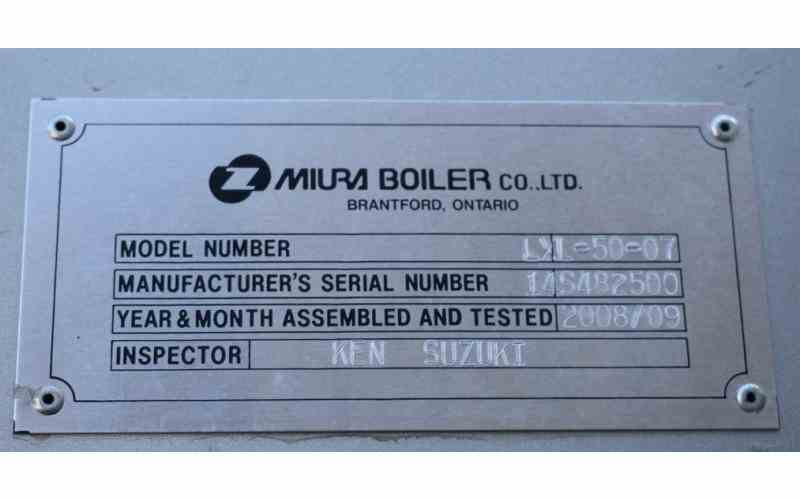 MIURA BOILER CO.,LTD.
BRANTFORD, ONTARIO
MODEL NUMBER LXL-50-07
MANUFACTURER'S SERIAL NUMBER 14S482500
YEAR & MONTH ASSEMBLED AND TESTED 2008/09
INSPECTOR KEN SUZUKI